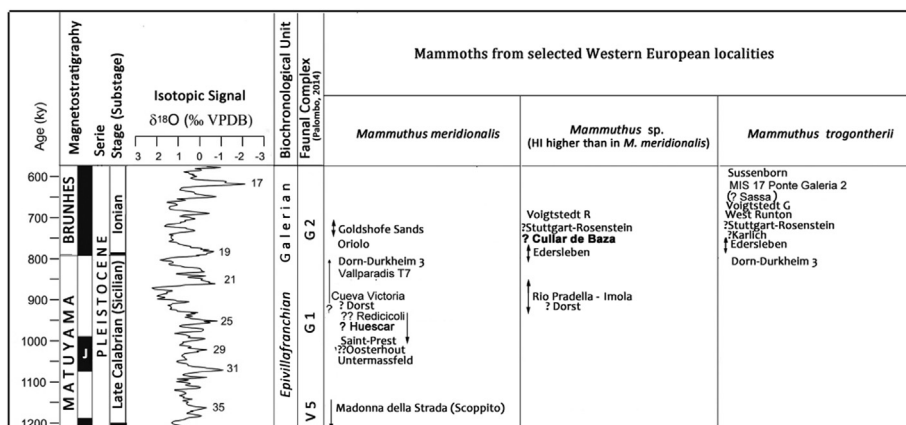 Mammoths from selected Western European localities
Age (ky)
Magnetostratigraphy
Serie
Stage (Substage)
Isotopic Signal
δ18O (‰ VPDB)
3 2 1 0 -1 -2 -3
Biochronological Unit
Faunal Complex
(Palombo, 2014)
Mammuthus meridionalis
Mammuthus sp.
(HI higher than in M. meridionalis)
Mammuthus trogontherii
600
700
800
900
1000
1100
1200
BRUNHES
MATUYAMA
J
PLEISTOCENE
Ionian
Late Calabrian (Sicilian)
17
19
21
25
29
31
35
Galerian
Epivillafranchian
G 2
G 1
V 5
Goldshofe Sands
Oriolo
Dorn-Durkheim 3
Vallparadis T7
Cueva Victoria
?
? Dorst
?? Redicicoli
? Huescar
Saint-Prest
??Oosterhout
Untermassfeld
Madonna della Strada (Scoppito)
Voigtstedt R
?Stuttgart-Rosenstein
? Cullar de Baza
Edersleben
Rio Pradella - Imola
? Dorst
Sussenborn
MIS 17 Ponte Galeria 2
(? Sassa)
Voigtstedt G
West Runton
?Stuttgart-Rosenstein
?Karlich
Edersleben
Dorn-Durkheim 3